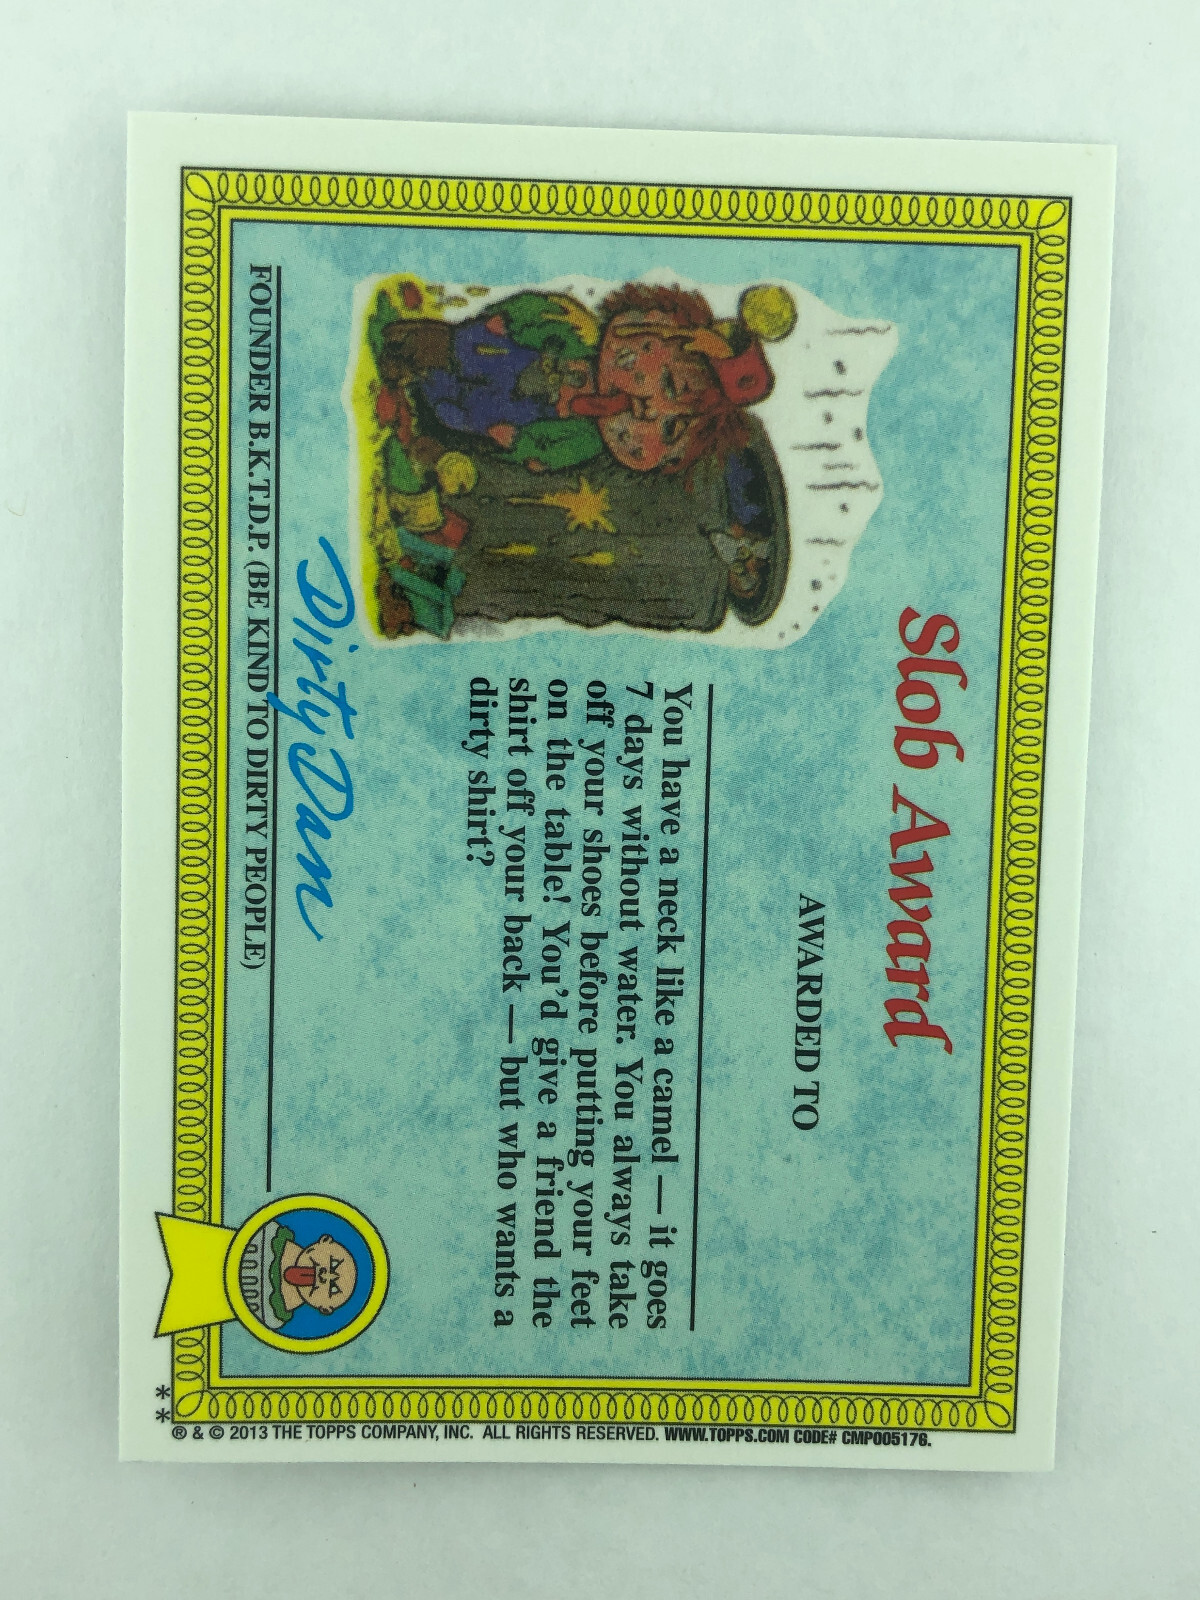 Slob Award
AWARDED TO
You have a neck like a camel — it goes
7 days without water. You always take
off your shoes before putting your feet
on the table! You'd give a friend the
shirt off your back — but who wants a
dirty shirt?
Dirty Dan
FOUNDER B.K.T.D.P. (BE KIND TO DIRTY PEOPLE)
**
® & © 2013 THE TOPPS COMPANY, INC. ALL RIGHTS RESERVED. WWW.TOPPS.COM CODE# CMP005176.